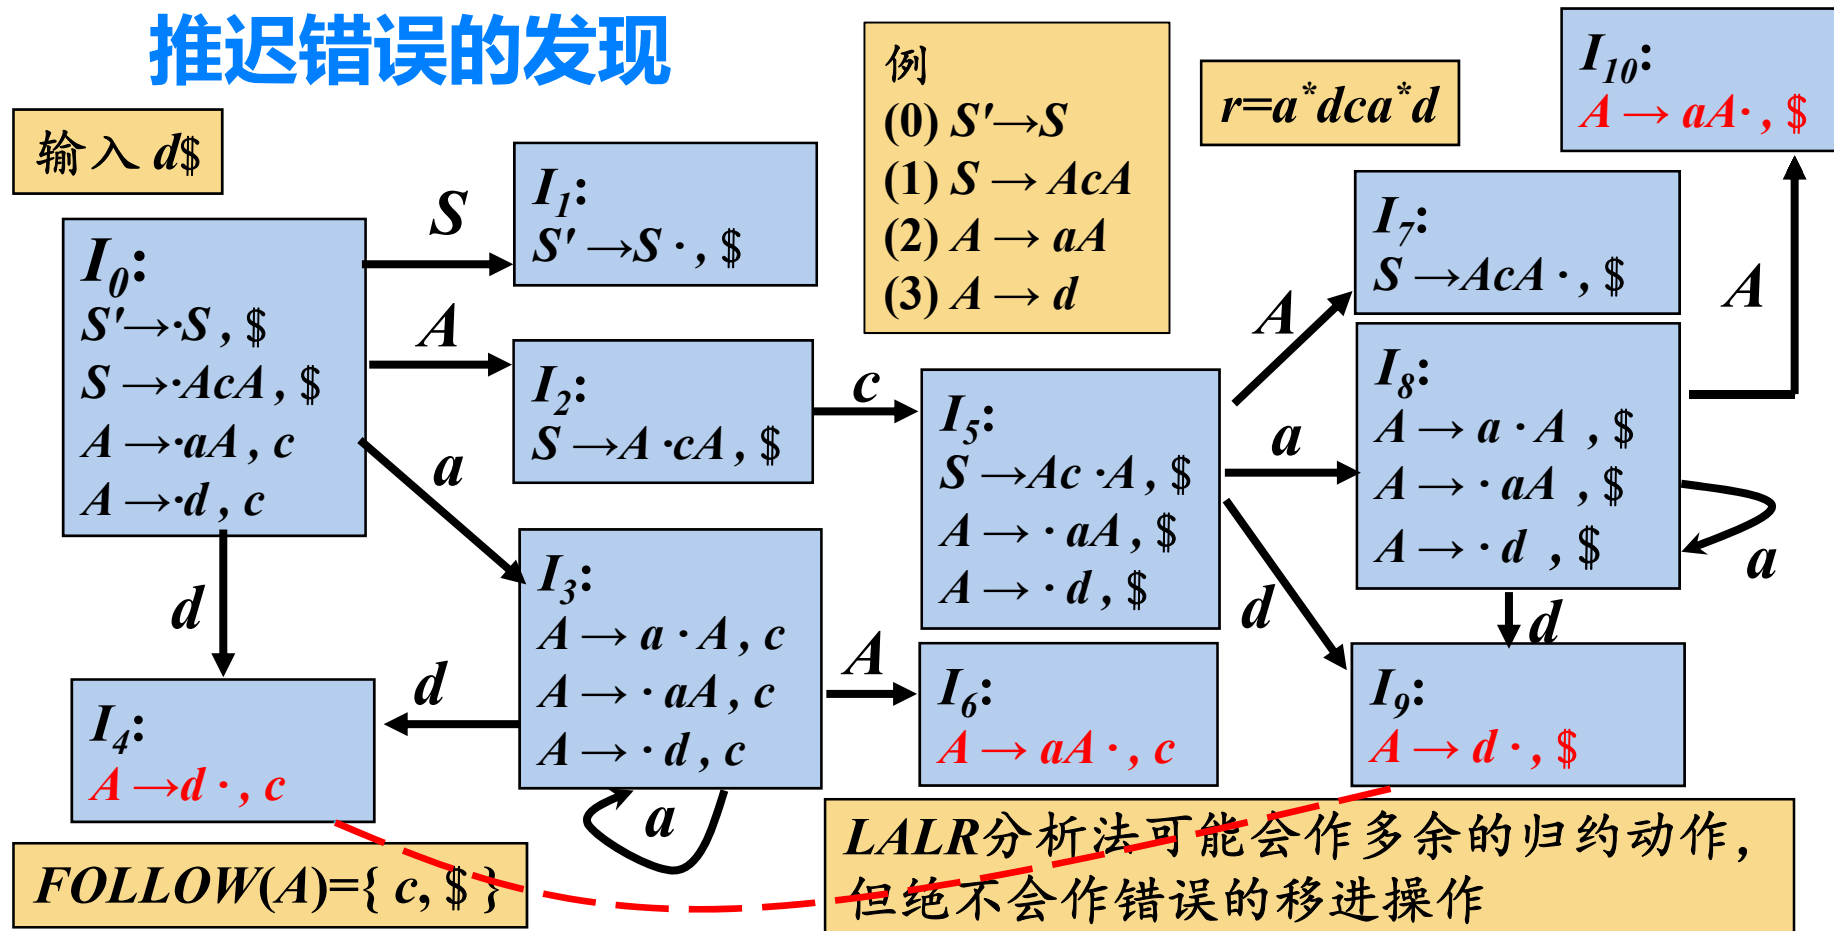 推迟错误的发现
输入 d$
例
(0) S'→S
(1) S → AcA
(2) A → aA
(3) A → d
r=a*dca*d
I10:
A → aA· , $
I0:
S'→·S , $
S →·AcA , $
A →·aA , c
A →·d , c
S
I1:
S' →S · , $
A
I2:
S →A ·cA , $
a
d
c
I3:
A → a · A , c
A → · aA , c
A → · d , c
a
d
I4:
A →d · , c
A
I5:
S →Ac ·A , $
A → · aA , $
A → · d , $
I6:
A → aA · , c
A
I7:
S →AcA · , $
a
I8:
A → a · A , $
A → · aA , $
A → · d , $
A
a
d
d
I9:
A → d · , $
FOLLOW(A)={ c, $ }
LALR分析法可能会作多余的归约动作，
但绝不会作错误的移进操作